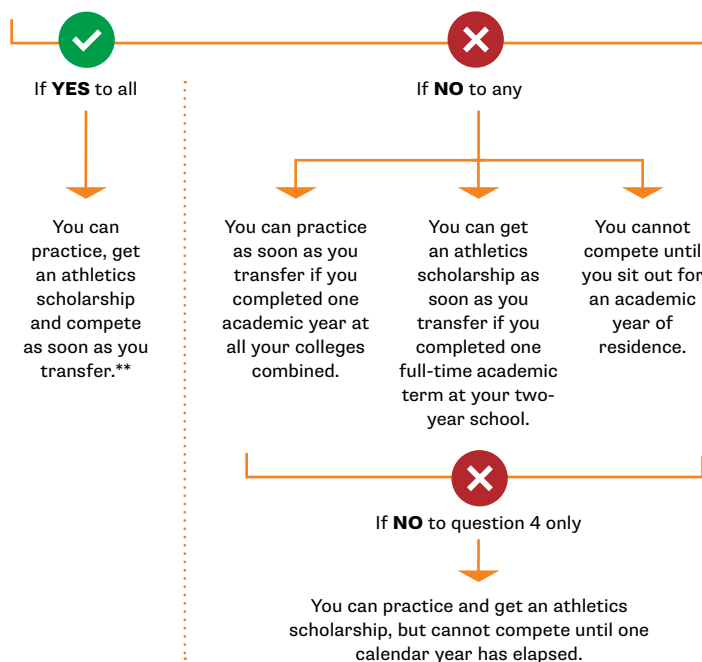 If YES to all
You can
practice, get
an athletics
scholarship
and compete
as soon as you
transfer.**
If NO to any
You can practice
as soon as you
transfer if you
completed one
academic year at
all your colleges
combined.
You can get
an athletics
scholarship as
soon as you
transfer if you
completed one
full-time academic
term at your two-
year school.
You cannot
compete until
you sit out for
an academic
year of
residence.
If NO to question 4 only
You can practice and get an athletics
scholarship, but cannot compete until one
calendar year has elapsed.